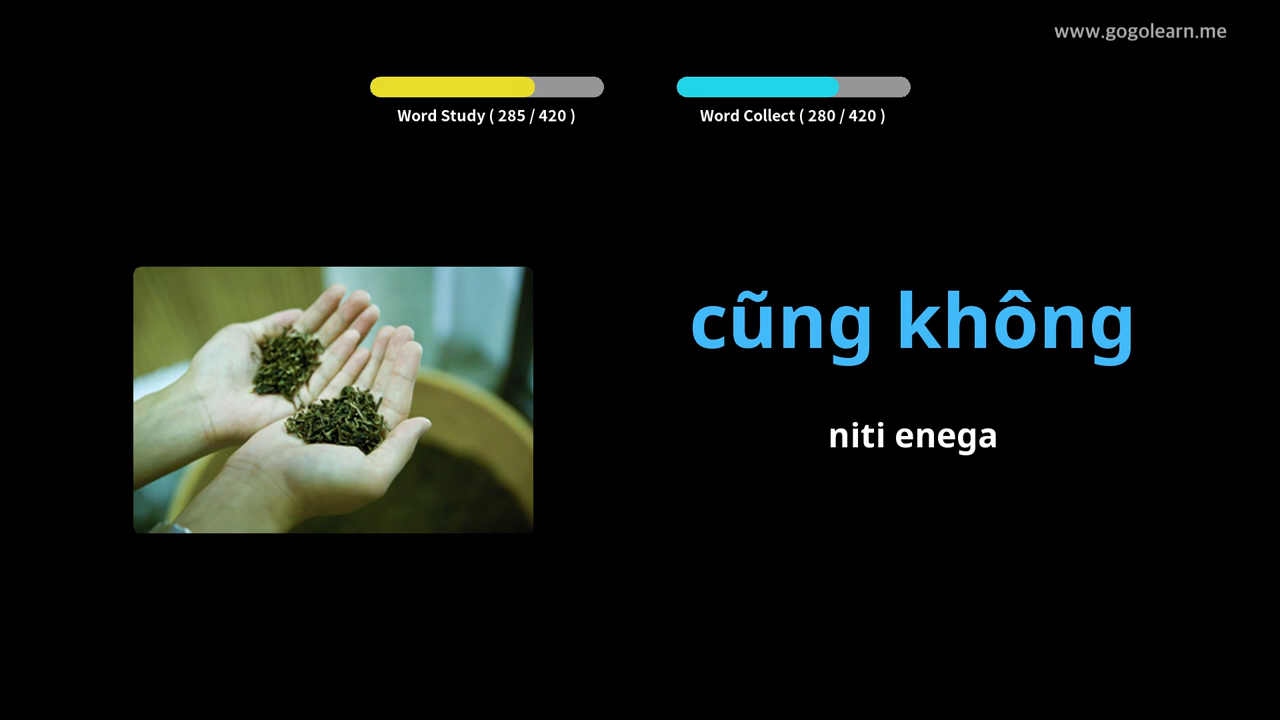 www.gogolearn.me
Word Study ( 285 / 420 )
Word Collect ( 280 / 420 )
cũng không
niti enega